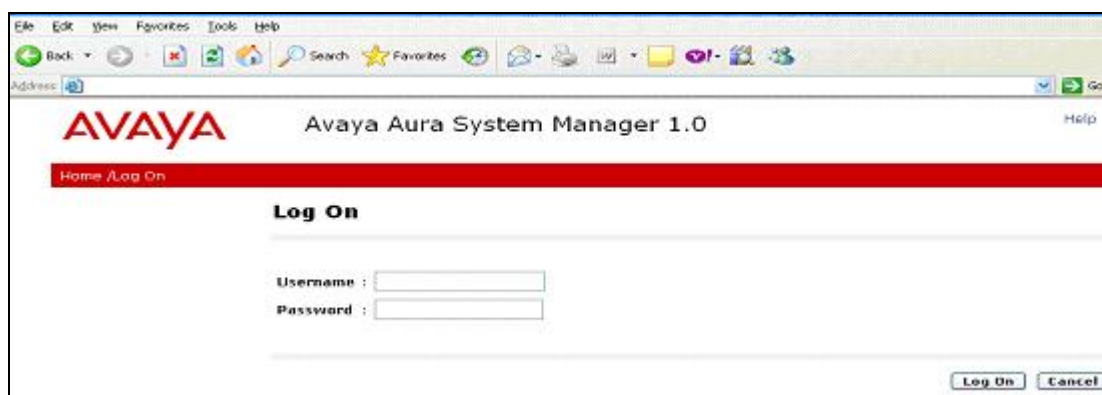 File Edit View Favorites Tools Help
Back Search Favorites
Address Go
AVAYA Avaya Aura System Manager 1.0 Help
Home /Log On
Log On
Username :
Password :
Log On Cancel